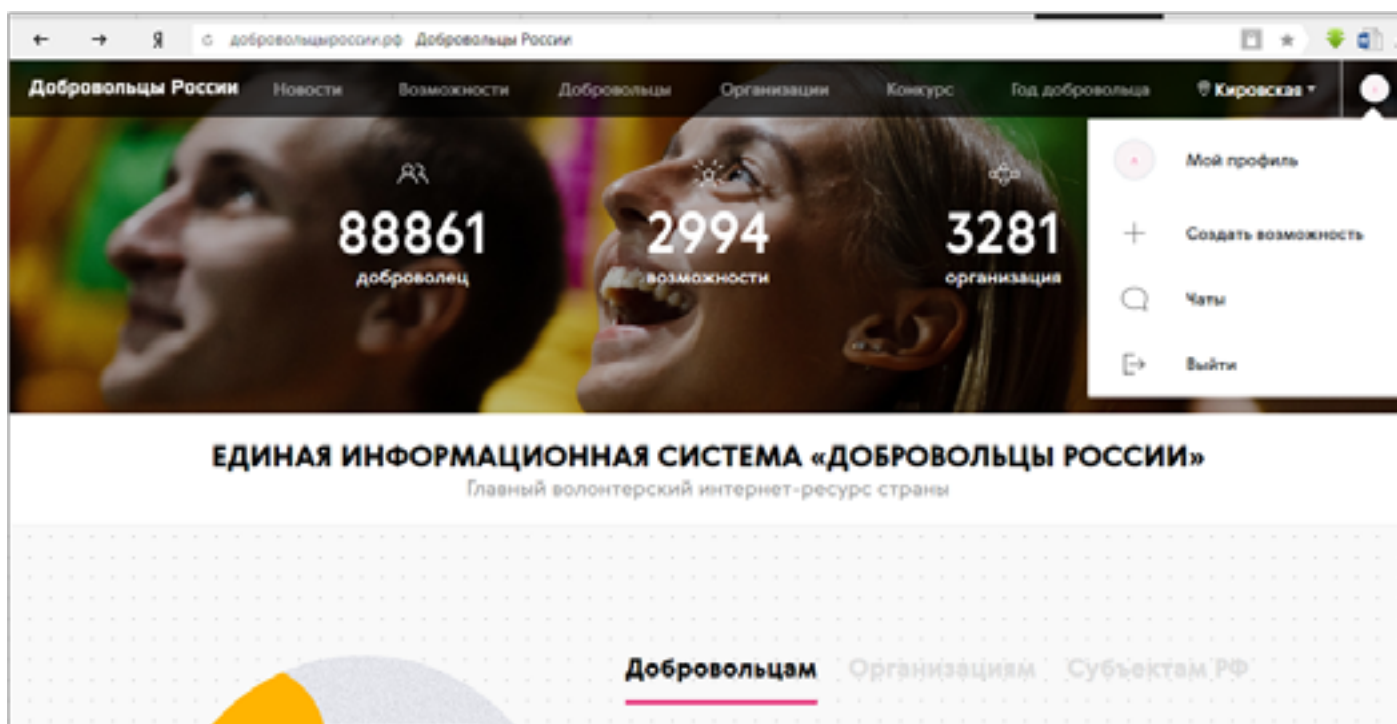 Я добровольцыроссии.рф Добровольцы России
Добровольцы России Новости Возможности Добровольцы Организации Конкурс Год добровольца Кировская
Мой профиль
88861 2994 3281
доброволец возможности организация
Создать возможность
Чаты
Выйти
ЕДИНАЯ ИНФОРМАЦИОННАЯ СИСТЕМА «ДОБРОВОЛЬЦЫ РОССИИ»
Главный волонтерский интернет-ресурс страны
Добровольцам Организациям Субъектам РФ